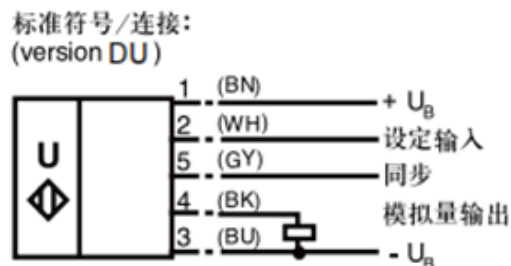 标准符号/连接:
(version DU)
1 (BN) + UB
2 (WH) 设定输入
U
5 (GY) 同步
4 (BK) 模拟量输出
3 (BU) - UB